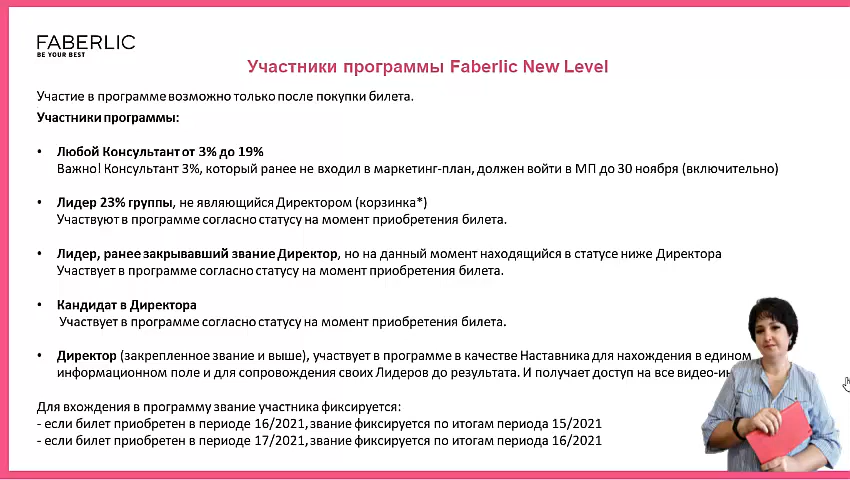 FABERLIC
BE YOUR BEST
Участники программы Faberlic New Level
Участие в программе возможно только после покупки билета.
Участники программы:
• Любой Консультант от 3% до 19%
Важно! Консультант 3%, который ранее не входил в маркетинг-план, должен войти в МП до 30 ноября (включительно)
• Лидер 23% группы, не являющийся Директором (корзинка*)
Участвуют в программе согласно статусу на момент приобретения билета.
• Лидер, ранее закрывавший звание Директор, но на данный момент находящийся в статусе ниже Директора
Участвует в программе согласно статусу на момент приобретения билета.
• Кандидат в Директора
Участвует в программе согласно статусу на момент приобретения билета.
• Директор (закрепленное звание и выше), участвует в программе в качестве Наставника для нахождения в едином
информационном поле и для сопровождения своих Лидеров до результата. И получает доступ на все
Для вхождения в программу звание участника фиксируется:
- если билет приобретен в периоде 16/2021, звание фиксируется по итогам периода 15/2021
- если билет приобретен в периоде 17/2021, звание фиксируется по итогам периода 16/2021